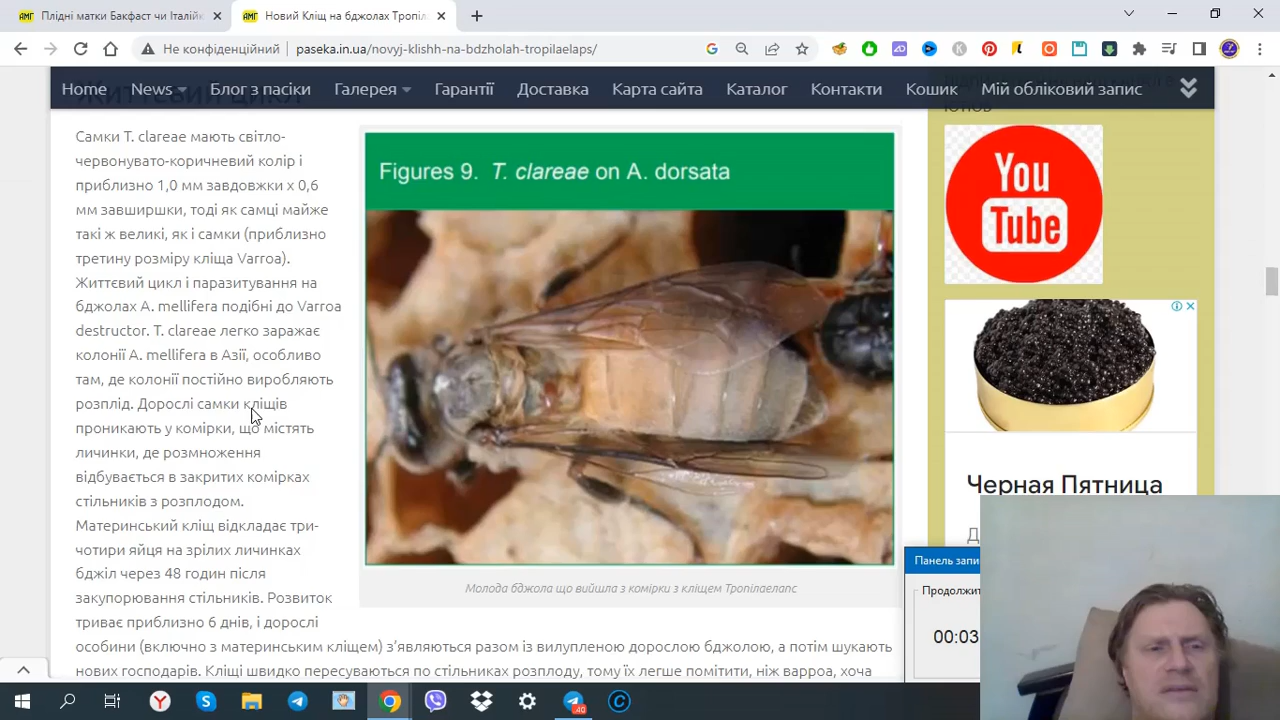 Плідні матки Бакфаст чи Італійк
Новий Кліщ на бджолах Тропіл
Не конфіденційний
paseka.in.ua/novyj-klishh-na-bdzholah-tropilaelaps/
Home
News
Блог з пасіки
Галерея
Гарантії
Доставка
Карта сайта
Каталог
Контакти
Кошик
Мій обліковий запис
Самки T. clareae мають світло-
червонувато-коричневий колір і
приблизно 1,0 мм завдовжки х 0,6
мм завширшки, тоді як самці майже
такі ж великі, як і самки (приблизно
третину розміру кліща Varroa).
Життєвий цикл і паразитування на
бджолах A. mellifera подібні до Varroa
destructor. T. clareae легко заражає
колонії A. mellifera в Азії, особливо
там, де колонії постійно виробляють
розплід. Дорослі самки кліщів
проникають у комірки, що містять
личинки, де розмноження
відбувається в закритих комірках
стільників з розплодом.
Материнський кліщ відкладає три-
чотири яйця на зрілих личинках
бджіл через 48 годин після
закупорювання стільників. Розвиток
триває приблизно 6 днів, і дорослі
особини (включно з материнським кліщем) з’являються разом із вилупленою дорослою бджолою, а потім шукають
нових господарів. Кліщі швидко пересуваються по стільниках розплоду, тому їх легше помітити, ніж варроа, хоча
Figures 9. T. clareae on A. dorsata
Молода бджола що вийшла з комірки з кліщем Тропілаелапс
You
Tube
Черная Пятница
Панель запи
Продолжит
00:03
40